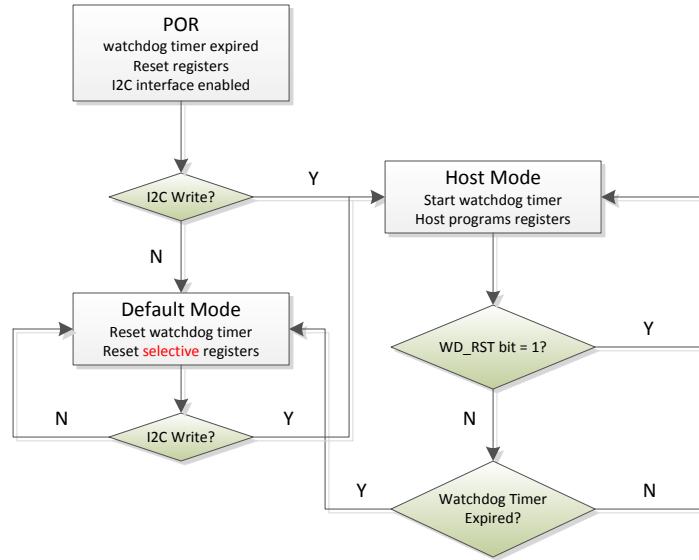 POR
watchdog timer expired
Reset registers
I2C interface enabled
I2C Write?
Y
N
Host Mode
Start watchdog timer
Host programs registers
Default Mode
Reset watchdog timer
Reset selective registers
WD_RST bit = 1?
Y
N
I2C Write?
N
Y
Watchdog Timer
Expired?
Y
N